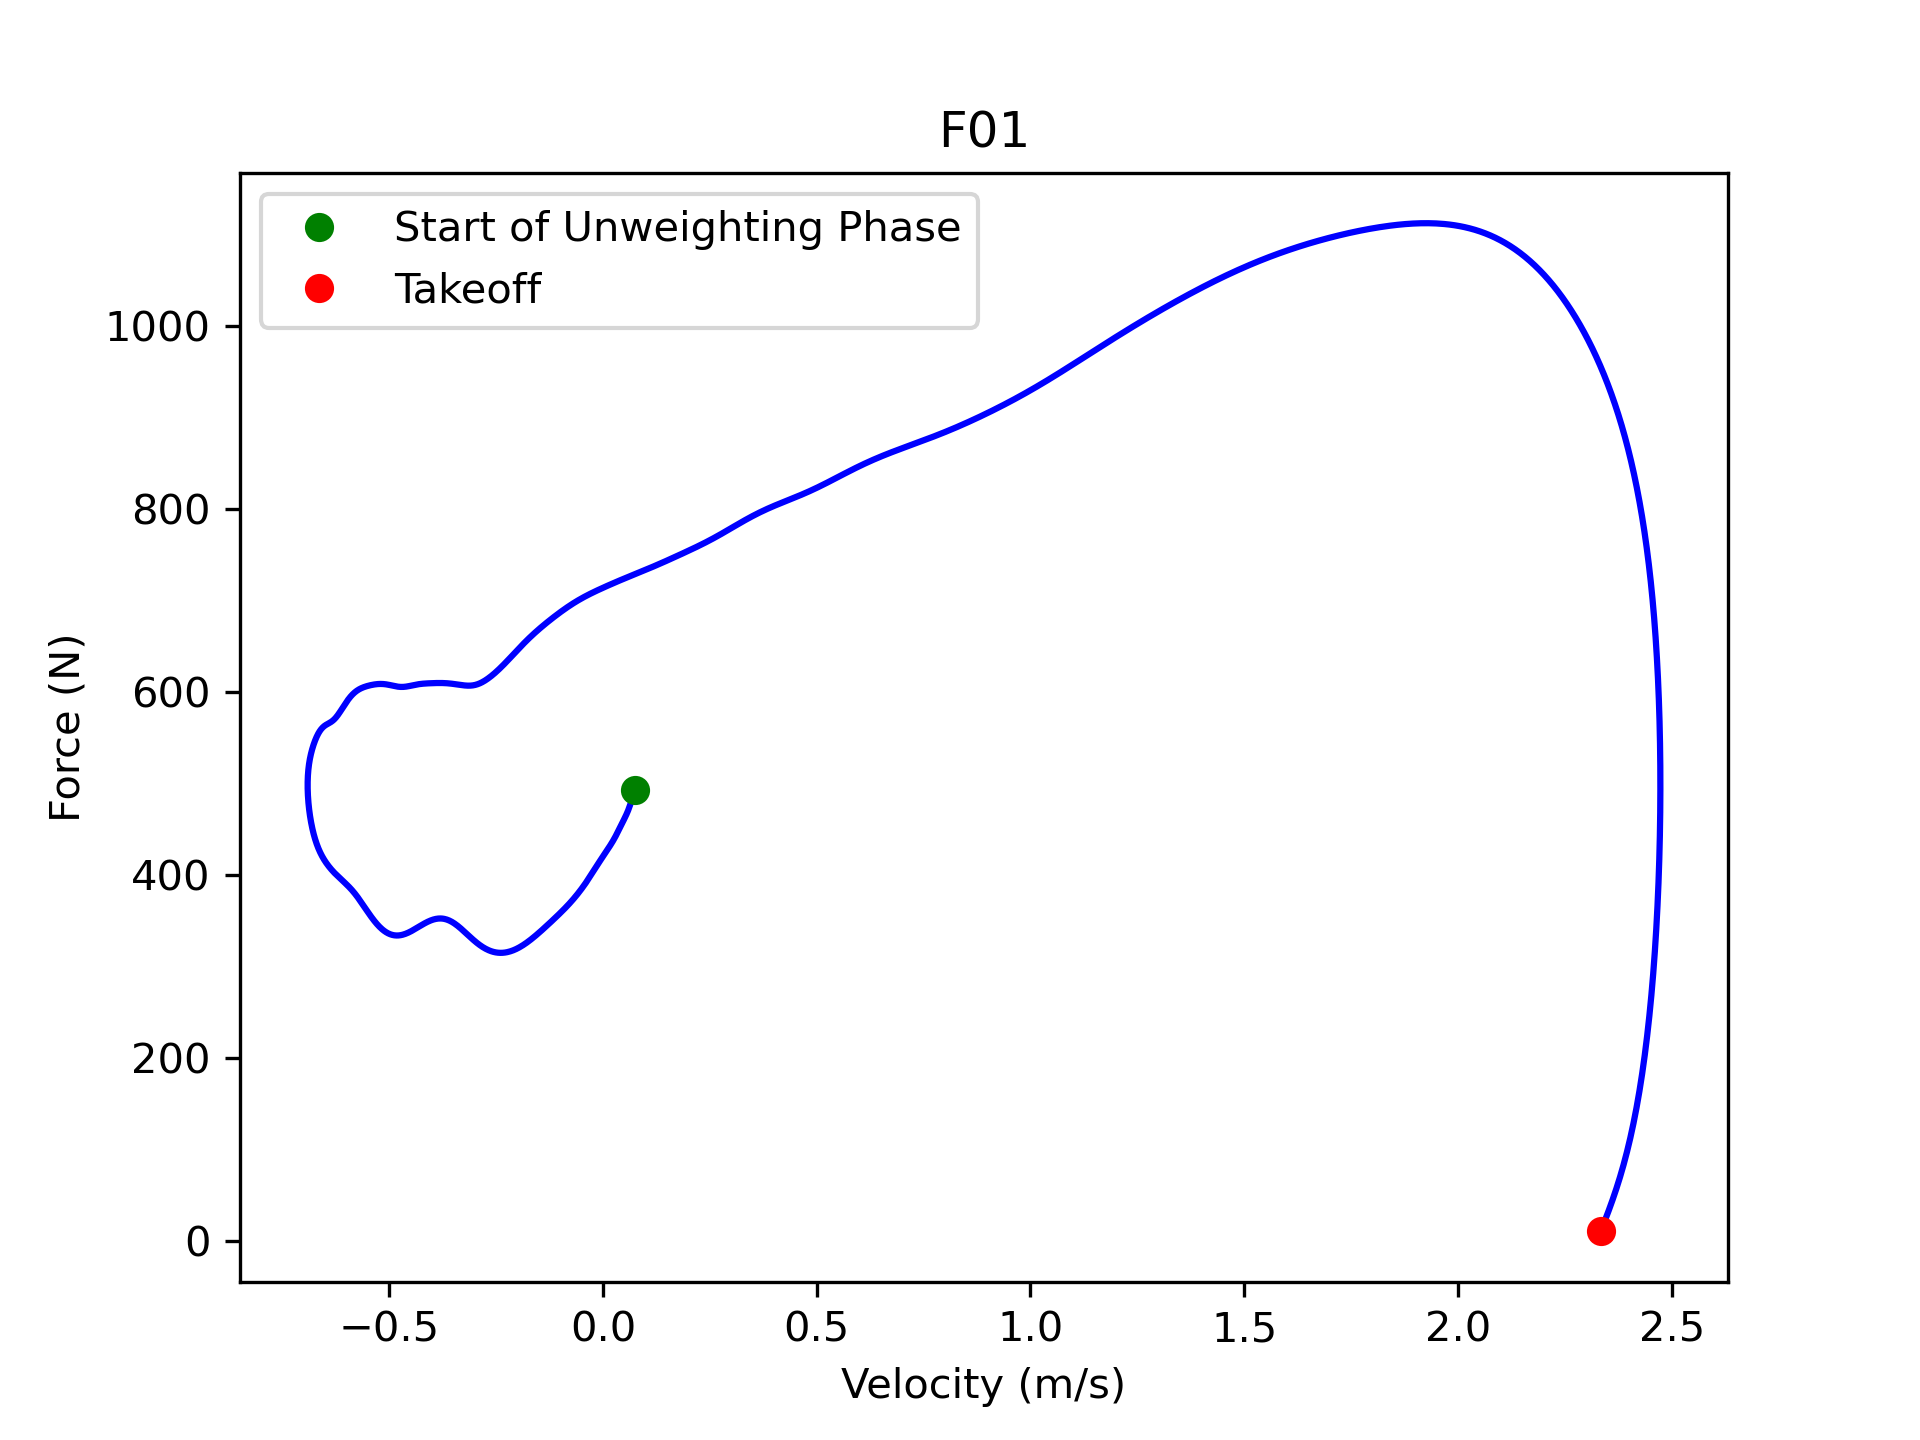 F01
Start of Unweighting Phase
Takeoff
1000
800
600
400
200
0
Force (N)
−0.5 0.0 0.5 1.0 1.5 2.0 2.5
Velocity (m/s)